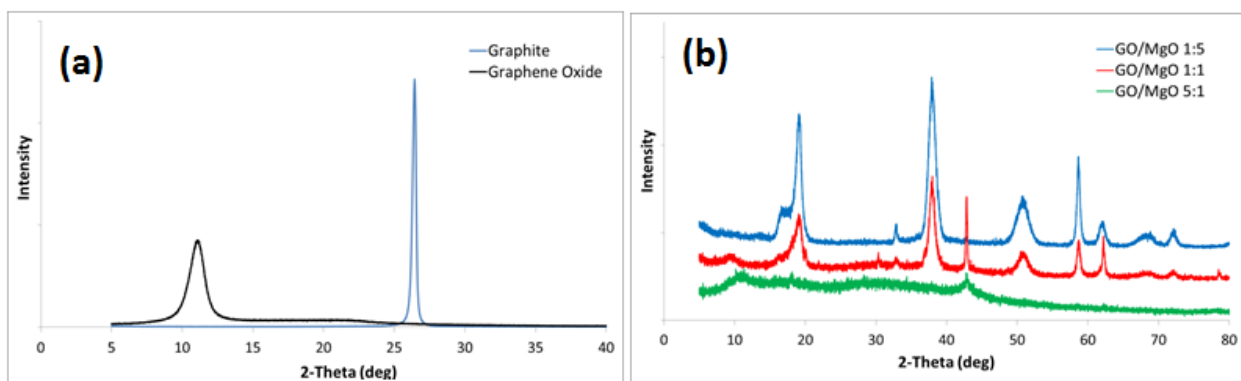 (a)
Graphite
Graphene Oxide
Intensity
0 5 10 15 20 25 30 35 40
2-Theta (deg)
(b)
GO/MgO 1:5
GO/MgO 1:1
GO/MgO 5:1
Intensity
0 10 20 30 40 50 60 70 80
2-Theta (deg)